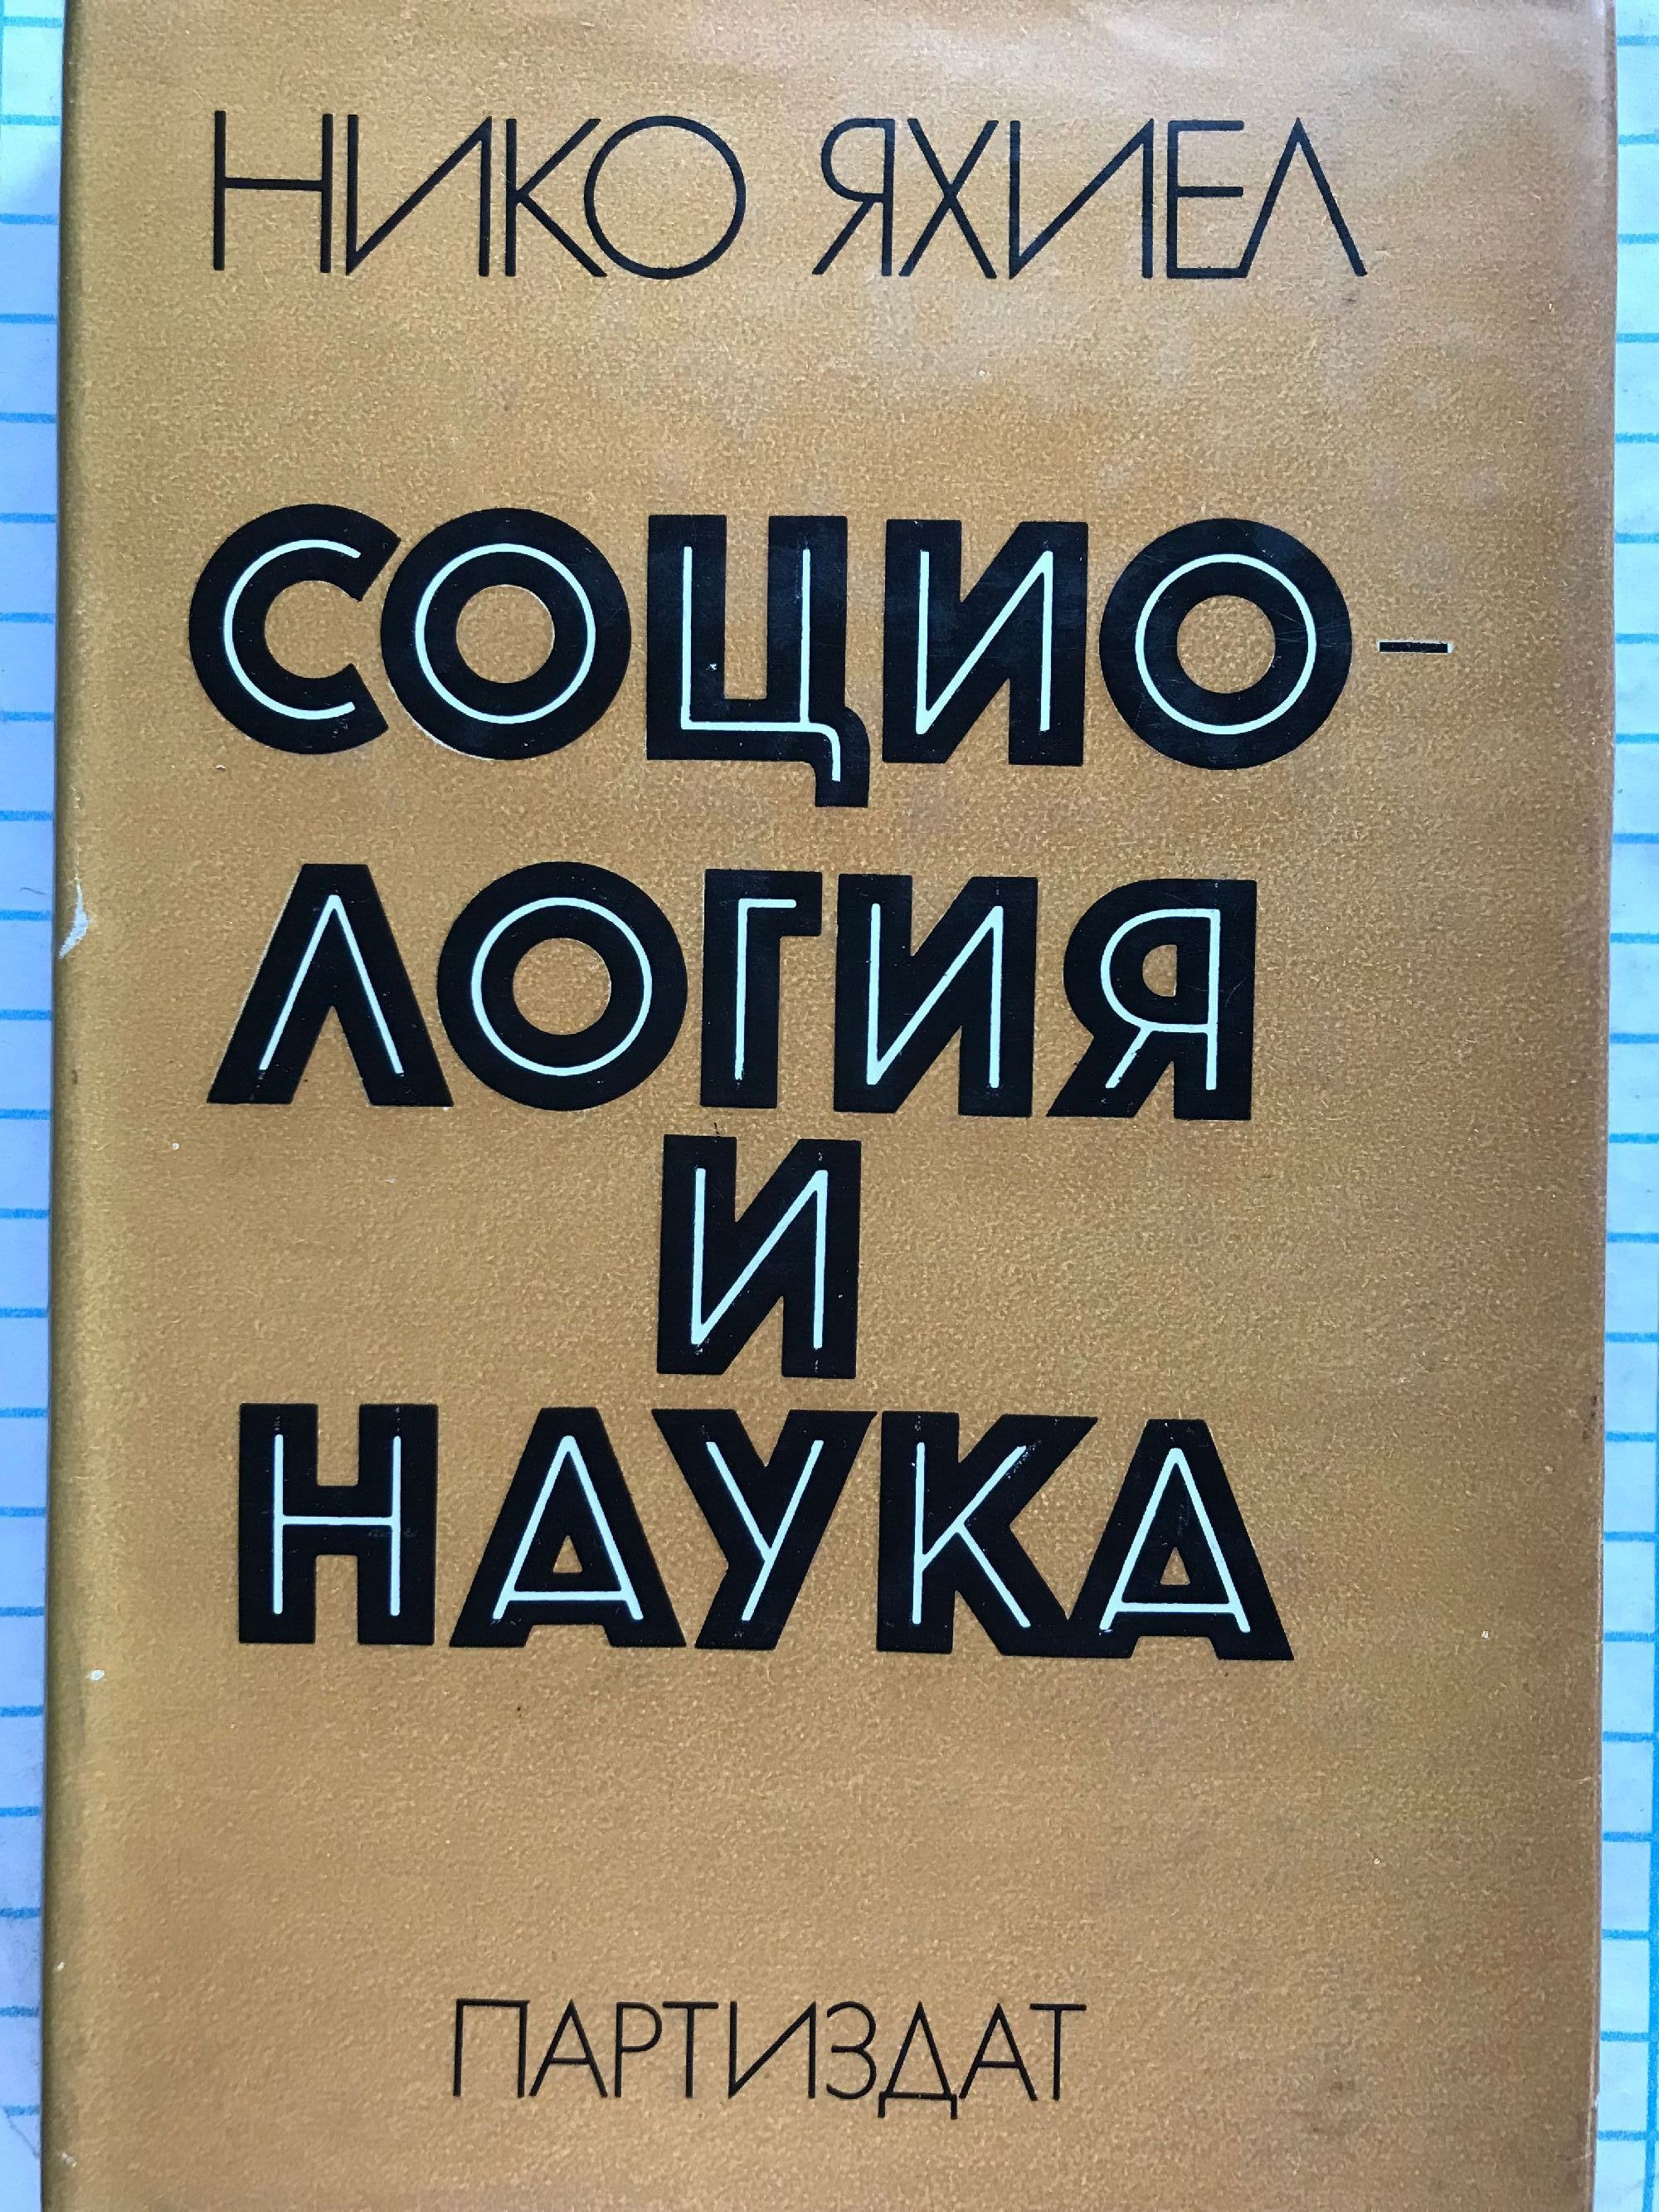 НИКО ЯХИЕЛ
СОЦИО-
ЛОГИЯ
И
НАУКА
ПАРТИЗДАТ